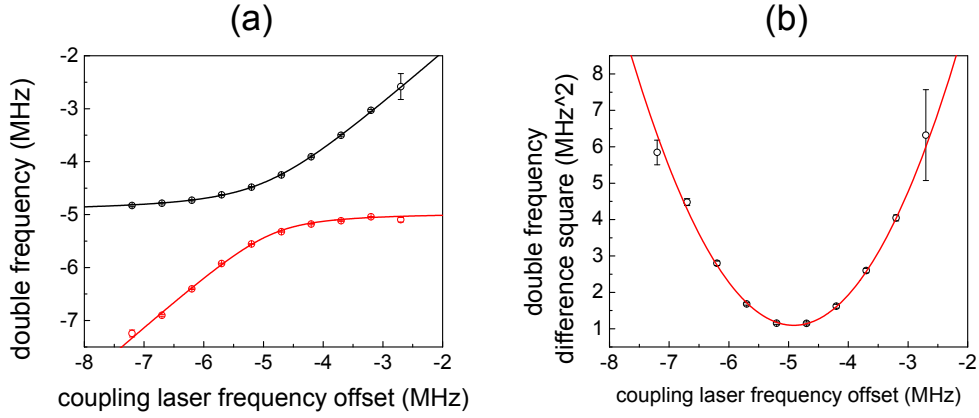 (a)
-2
-3
-4
-5
-6
-7
double frequency (MHz)
-8 -7 -6 -5 -4 -3 -2
coupling laser frequency offset (MHz)
(b)
8
7
6
5
4
3
2
1
double frequency
difference square (MHz^2)
-8 -7 -6 -5 -4 -3 -2
coupling laser frequency offset (MHz)